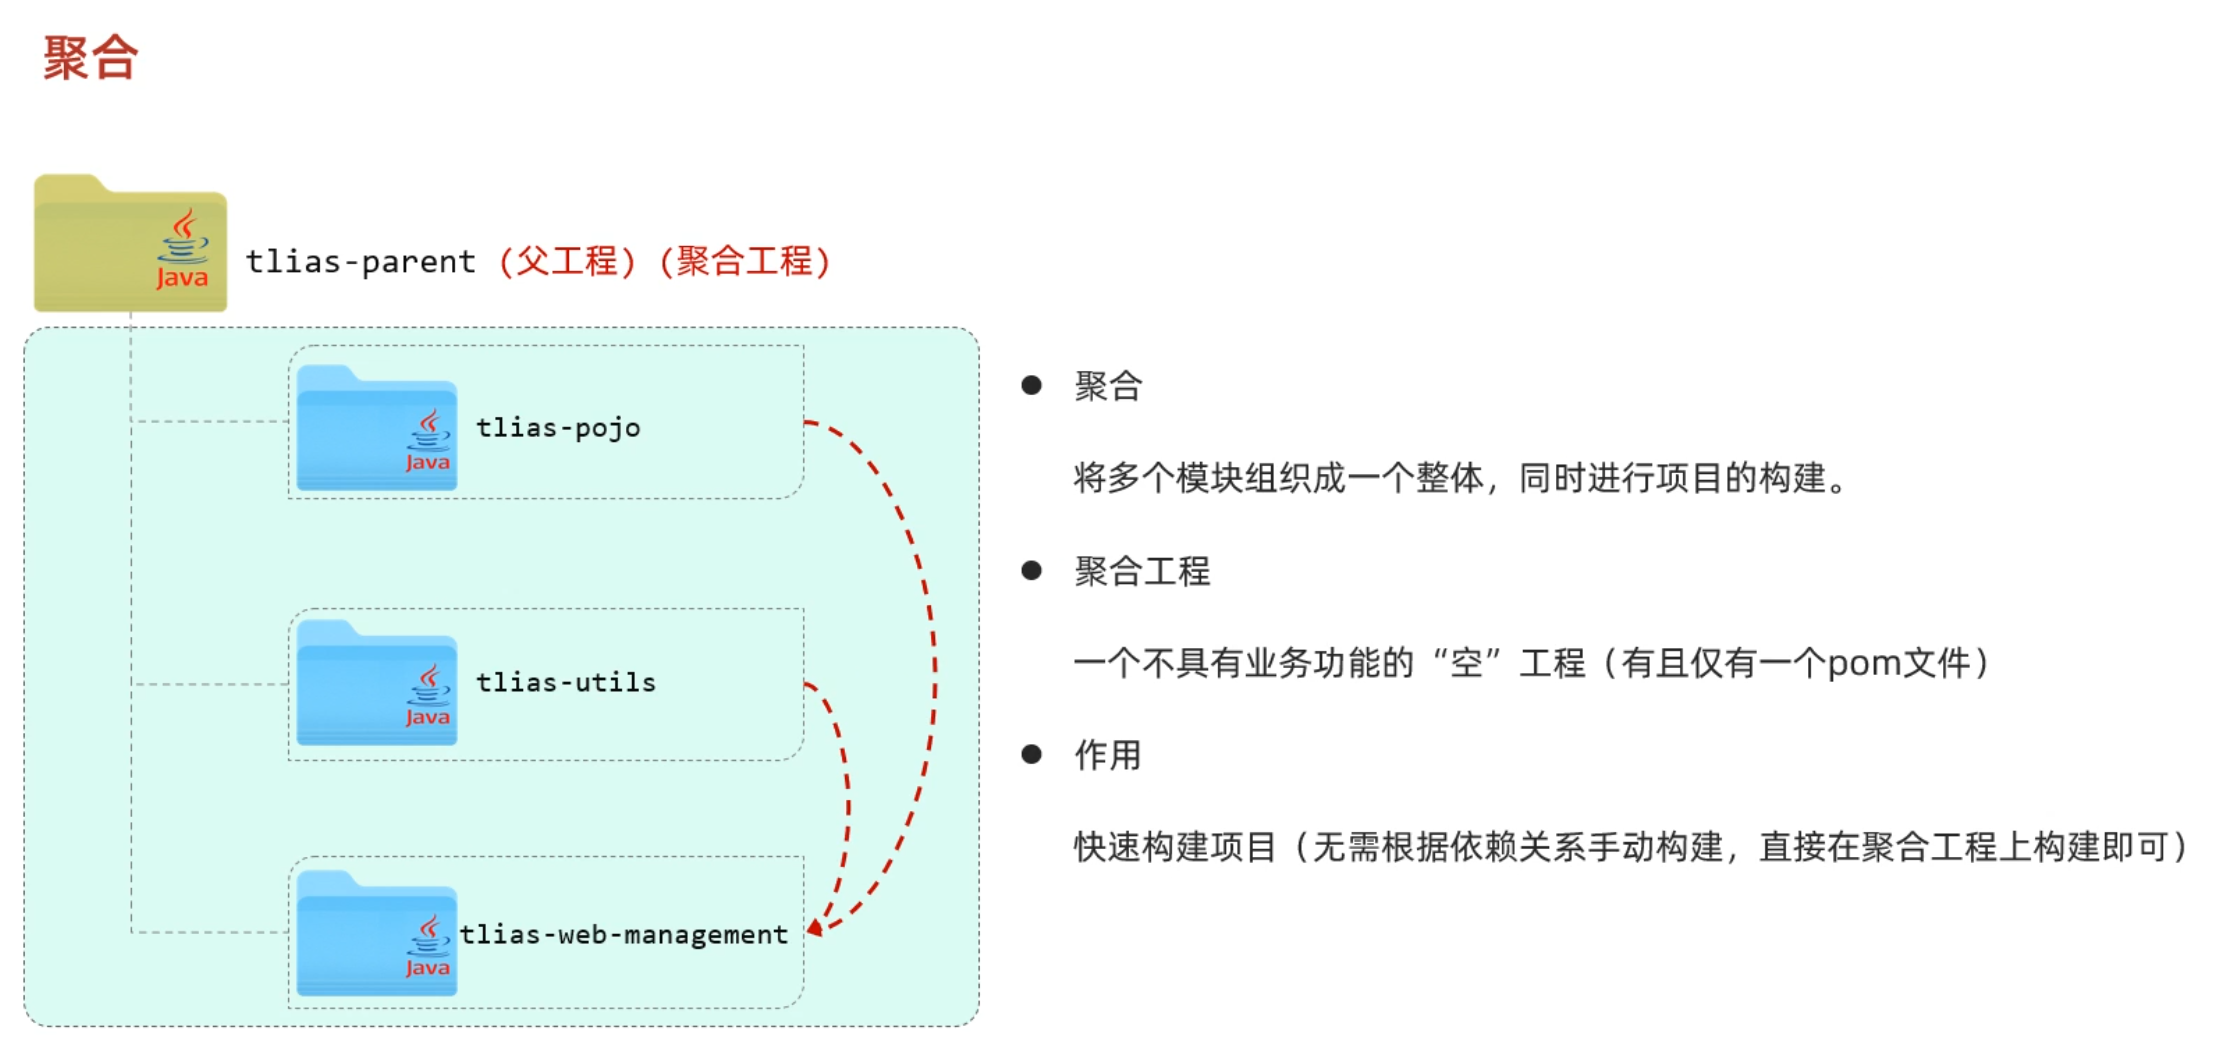 聚合
Java
tlias-parent（父工程）(聚合工程)
Java
tlias-pojo
Java
tlias-utils
Java
tlias-web-management
聚合
将多个模块组织成一个整体，同时进行项目的构建。
聚合工程
一个不具有业务功能的“空”工程（有且仅有一个pom文件）
作用
快速构建项目（无需根据依赖关系手动构建，直接在聚合工程上构建即可）